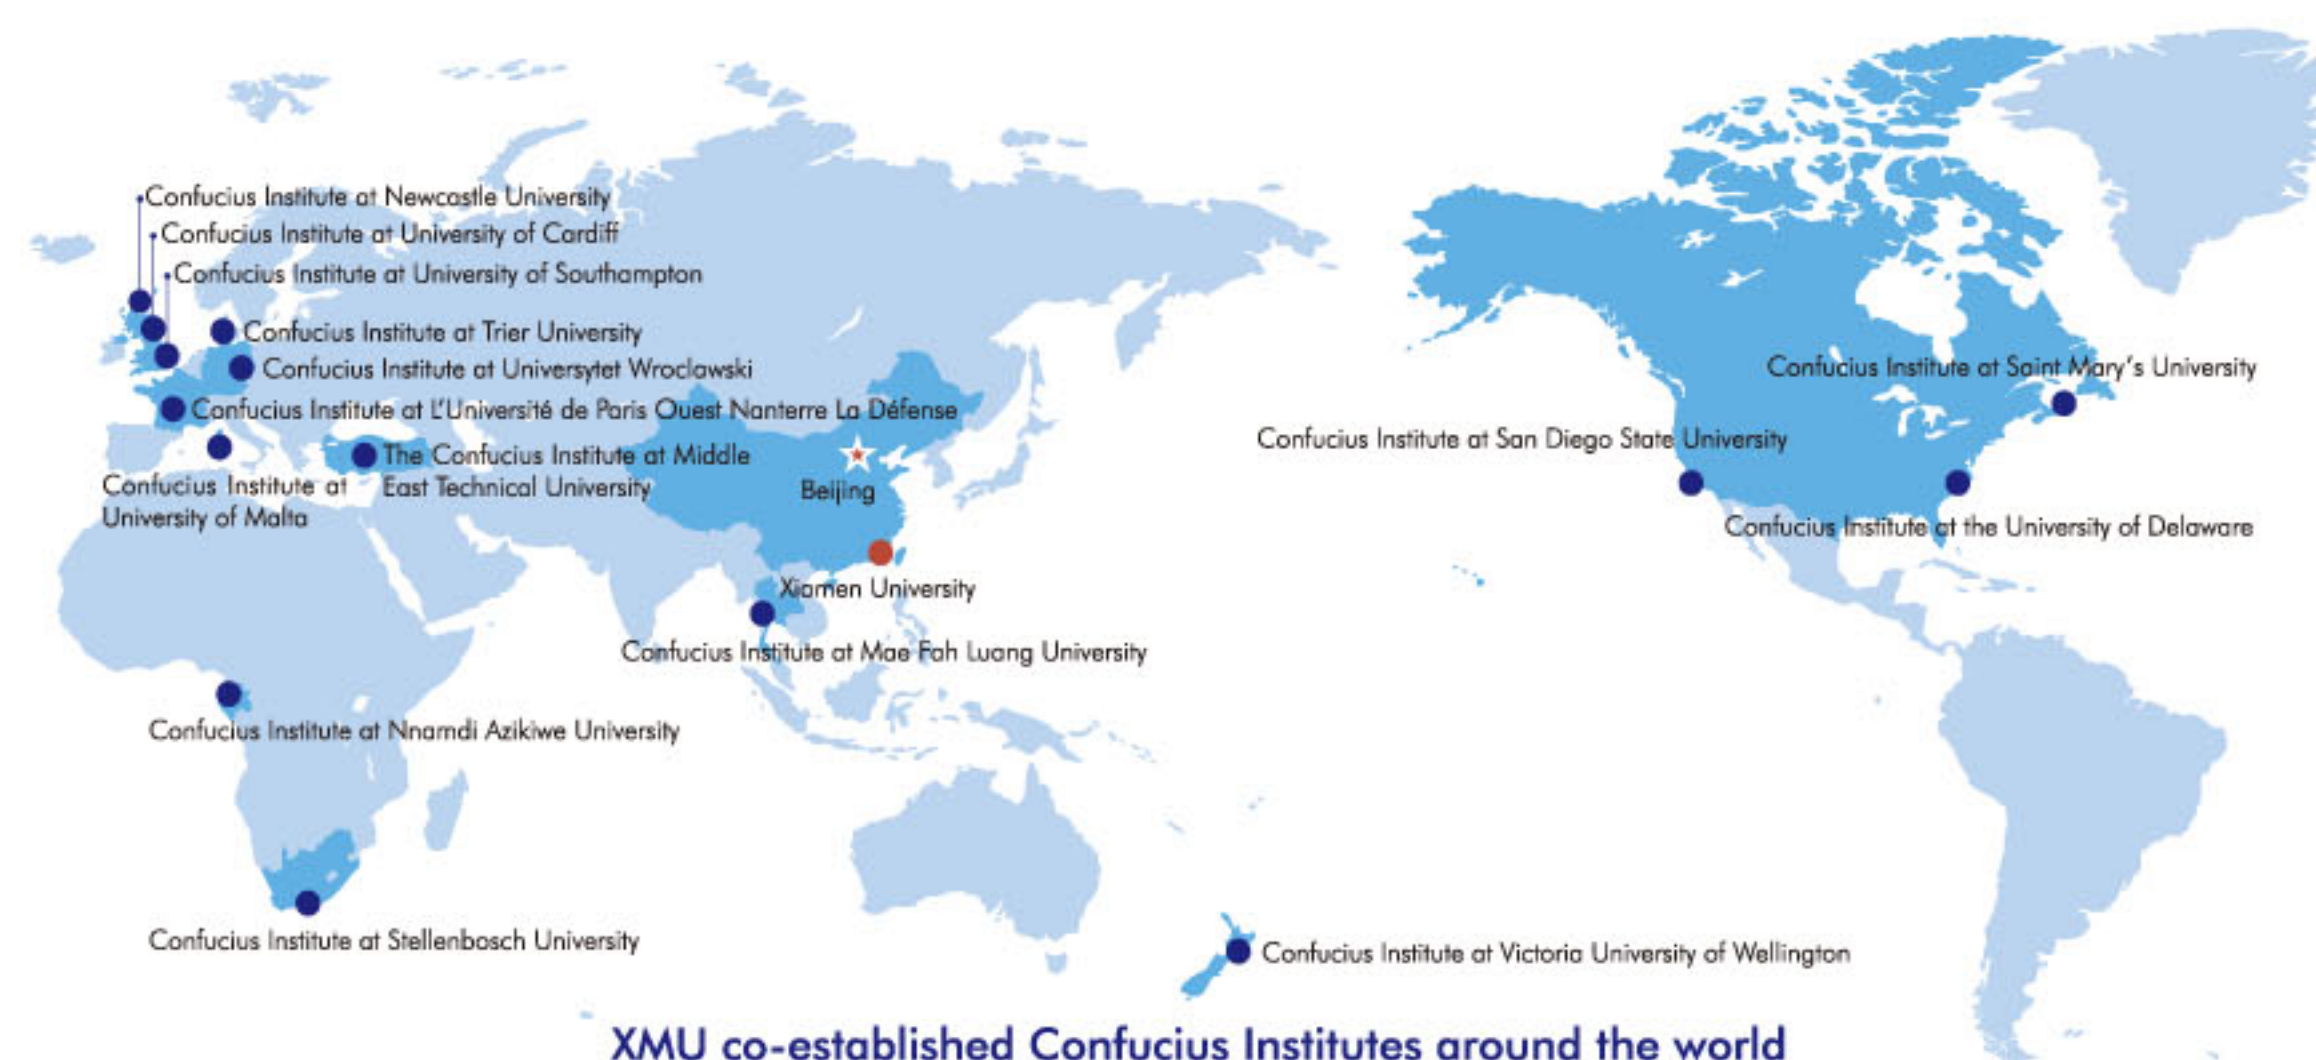 Confucius Institute at Newcastle University
Confucius Institute at University of Cardiff
Confucius Institute at University of Southampton
Confucius Institute at Trier University
Confucius Institute at Universytet Wroclawski
Confucius Institute at L'Université de Paris Ouest Nanterre La Défense
The Confucius Institute at Middle
East Technical University
Confucius Institute at
University of Malta
Beijing
Xiamen University
Confucius Institute at Mae Fah Luang University
Confucius Institute at Nnamdi Azikiwe University
Confucius Institute at Stellenbosch University
Confucius Institute at Saint Mary's University
Confucius Institute at San Diego State University
Confucius Institute at the University of Delaware
Confucius Institute at Victoria University of Wellington
XMU co-established Confucius Institutes around the world